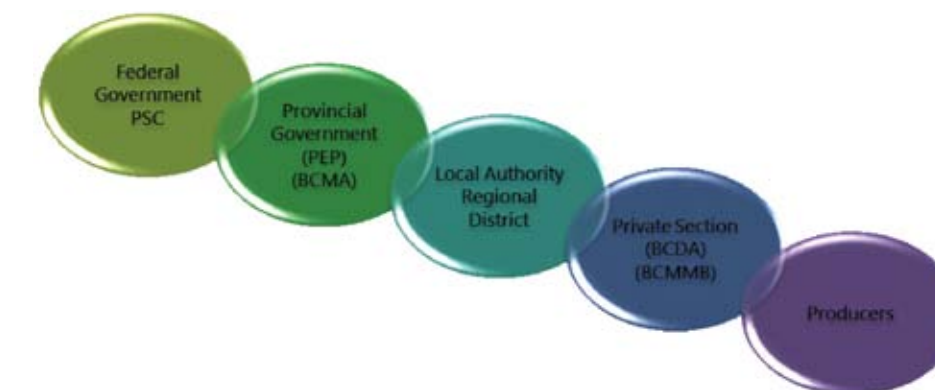 Federal
Government
PSC
Provincial
Government
(PEP)
(BCMA)
Local Authority
Regional
District
Private Section
(BCDA)
(BCMMB)
Producers